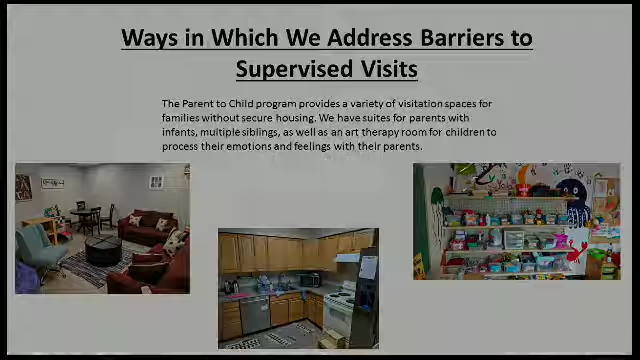 Ways in Which We Address Barriers to
Supervised Visits
The Parent to Child program provides a variety of visitation spaces for
families without secure housing. We have suites for parents with
infants, multiple siblings, as well as an art therapy room for children to
process their emotions and feelings with their parents.